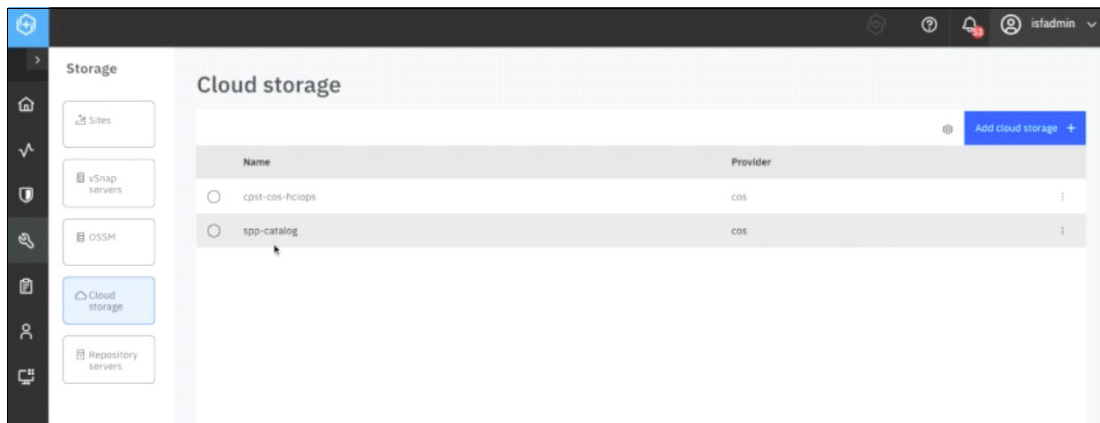 isfadmin
Storage
Cloud storage
Sites
Add cloud storage +
Name Provider
vSnap
servers
cpst-cos-hciops cos
spp-catalog cos
OSSM
Cloud
storage
Repository
servers